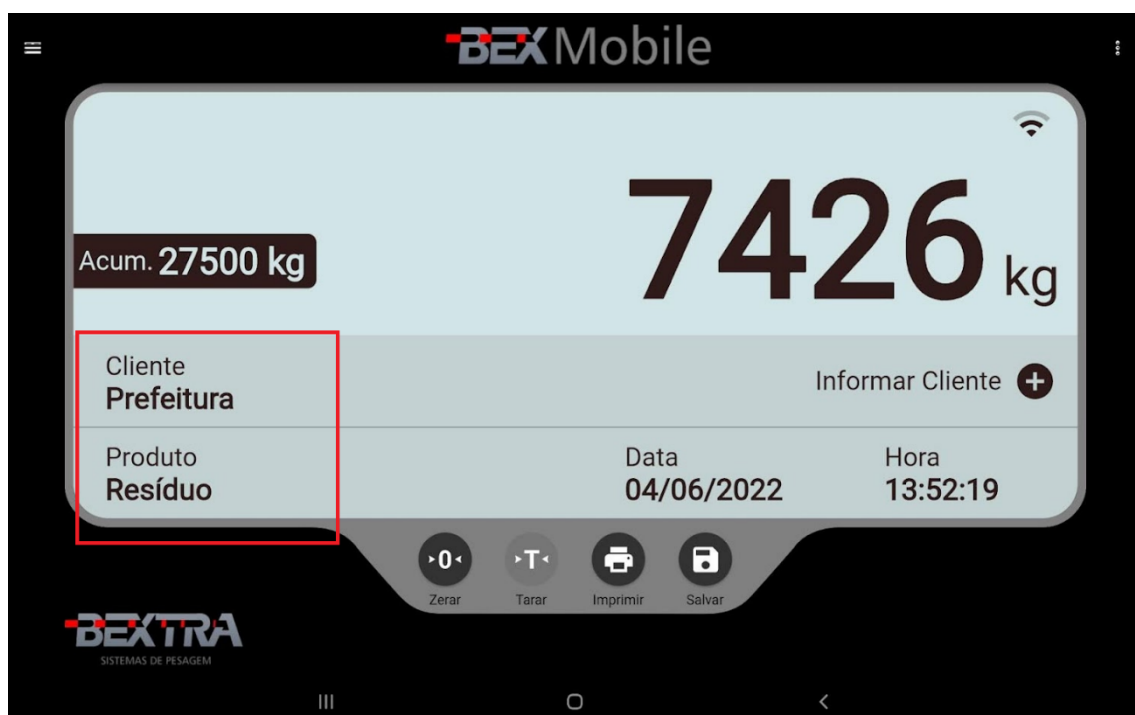 BEX Mobile
7426 kg
Acum. 27500 kg
Cliente
Prefeitura
Informar Cliente
Produto
Resíduo
Data
04/06/2022
Hora
13:52:19
0
T
Zerar
Tarar
Imprimir
Salvar
BEXTRA
SISTEMAS DE PESAGEM